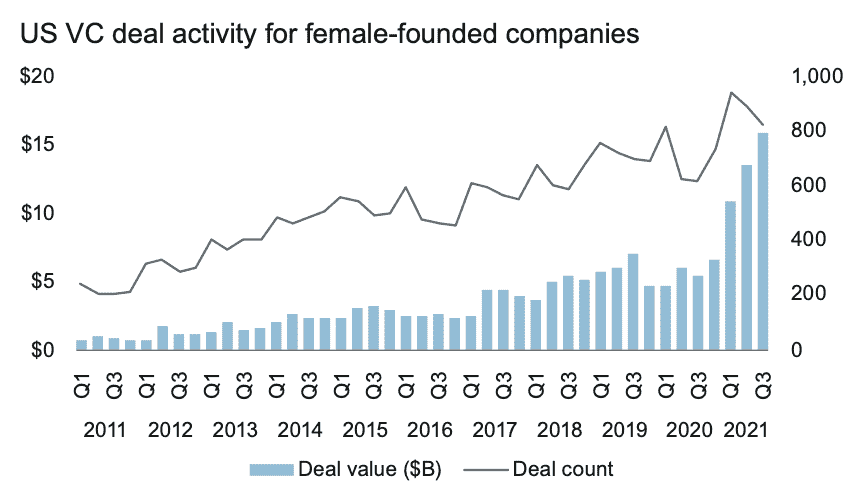 US VC deal activity for female-founded companies
$20 1,000
$15 800
$10 600
400
$5 200
$0 0
Q1 Q3 Q1 Q3 Q1 Q3 Q1 Q3 Q1 Q3 Q1 Q3 Q1 Q3 Q1 Q3 Q1 Q3 Q1 Q3 Q1 Q3
2011 2012 2013 2014 2015 2016 2017 2018 2019 2020 2021
Deal value ($B) Deal count